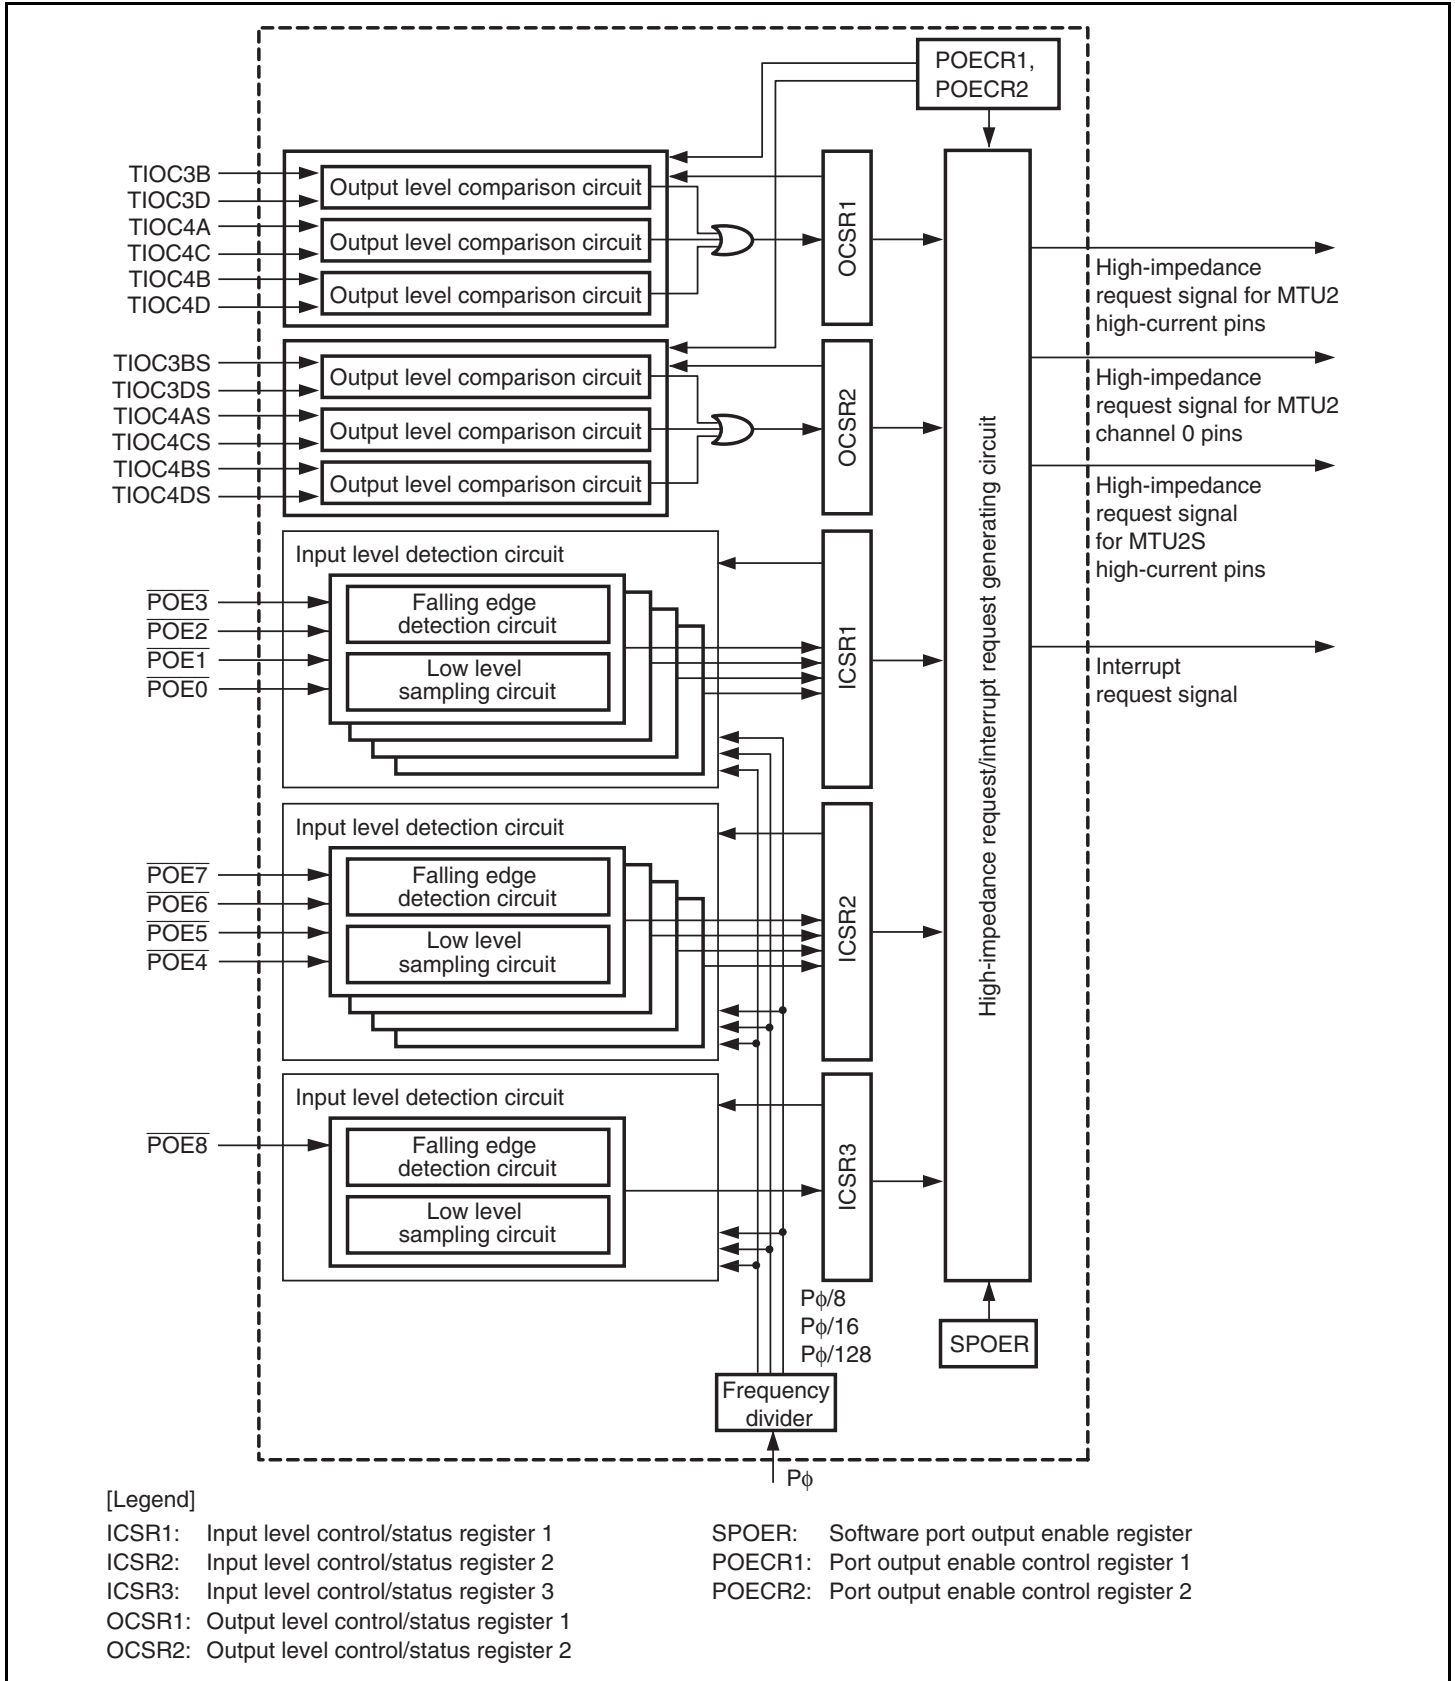 POECR1,
POECR2
TIOC3B
TIOC3D
TIOC4A
TIOC4C
TIOC4B
TIOC4D
Output level comparison circuit
Output level comparison circuit
Output level comparison circuit
OCSR1
TIOC3BS
TIOC3DS
TIOC4AS
TIOC4CS
TIOC4BS
TIOC4DS
Output level comparison circuit
Output level comparison circuit
Output level comparison circuit
OCSR2
Input level detection circuit
POE3
POE2
POE1
POE0
Falling edge
detection circuit
Low level
sampling circuit
ICSR1
Input level detection circuit
POE7
POE6
POE5
POE4
Falling edge
detection circuit
Low level
sampling circuit
ICSR2
Input level detection circuit
POE8
Falling edge
detection circuit
Low level
sampling circuit
ICSR3
High-impedance request/interrupt request generating circuit
High-impedance
request signal for MTU2
high-current pins
High-impedance
request signal for MTU2
channel 0 pins
High-impedance
request signal
for MTU2S
high-current pins
Interrupt
request signal
Pϕ/8
Pϕ/16
Pϕ/128
SPOER
Frequency
divider
Pϕ
[Legend]
ICSR1: Input level control/status register 1
ICSR2: Input level control/status register 2
ICSR3: Input level control/status register 3
OCSR1: Output level control/status register 1
OCSR2: Output level control/status register 2
SPOER: Software port output enable register
POECR1: Port output enable control register 1
POECR2: Port output enable control register 2